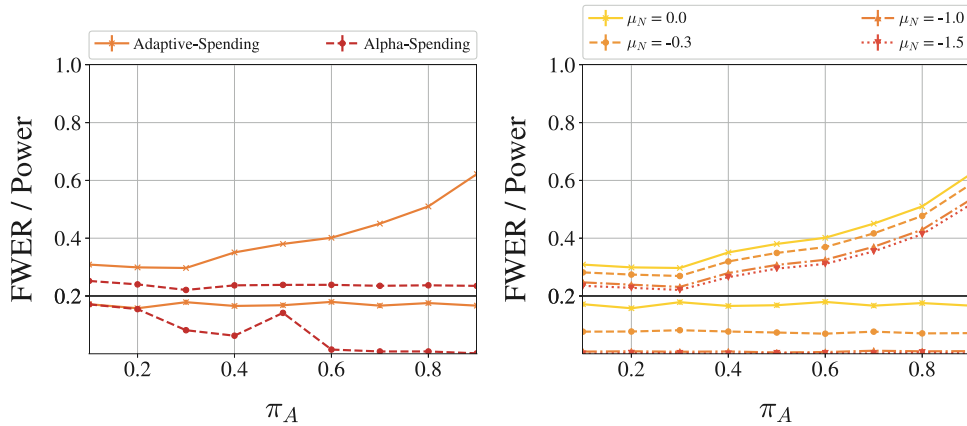 Adaptive-Spending Alpha-Spending
1.0
0.8
0.6
0.4
0.2
0.2 0.4 0.6 0.8
FWER / Power
π_A
μ_N = 0.0 μ_N = -1.0
μ_N = -0.3 μ_N = -1.5
1.0
0.8
0.6
0.4
0.2
0.2 0.4 0.6 0.8
FWER / Power
π_A